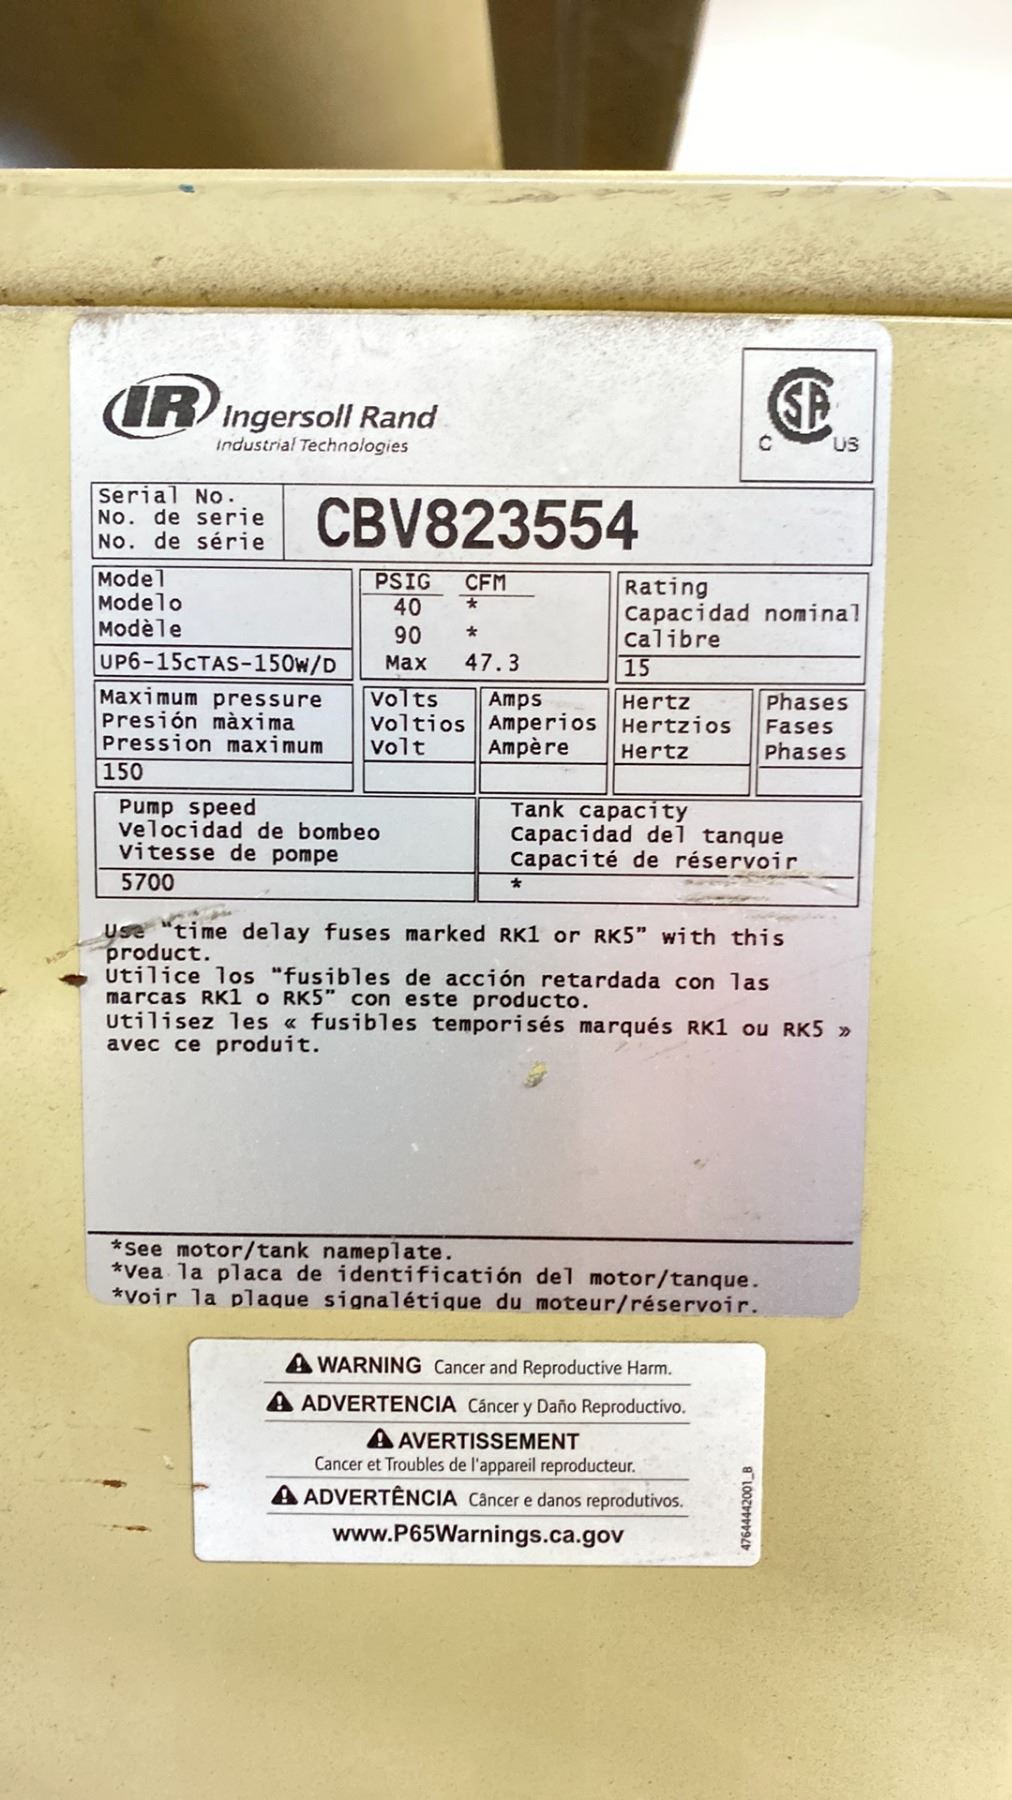 IR Ingersoll Rand
Industrial Technologies
CSA
C US
Serial No.
No. de serie
No. de série
CBV823554
Model
Modelo
Modèle
UP6-15cTAS-150W/D
PSIG CFM
40 *
90 *
Max 47.3
Rating
Capacidad nominal
Calibre
15
Maximum pressure
Presión màxima
Pression maximum
150
Volts
Voltios
Volt
Amps
Amperios
Ampère
Hertz
Hertzios
Hertz
Phases
Fases
Phases
Pump speed
Velocidad de bombeo
Vitesse de pompe
5700
Tank capacity
Capacidad del tanque
Capacité de réservoir
*
Use "time delay fuses marked RK1 or RK5" with this
product.
Utilice los "fusibles de acción retardada con las
marcas RK1 o RK5" con este producto.
Utilisez les « fusibles temporisés marqués RK1 ou RK5 »
avec ce produit.
*See motor/tank nameplate.
*Vea la placa de identificatión del motor/tanque.
*Voir la plaque signalétique du moteur/réservoir.
WARNING Cancer and Reproductive Harm.
ADVERTENCIA Cáncer y Daño Reproductivo.
AVERTISSEMENT
Cancer et Troubles de l'appareil reproducteur.
ADVERTÊNCIA Câncer e danos reprodutivos.
www.P65Warnings.ca.gov
47644442001_B